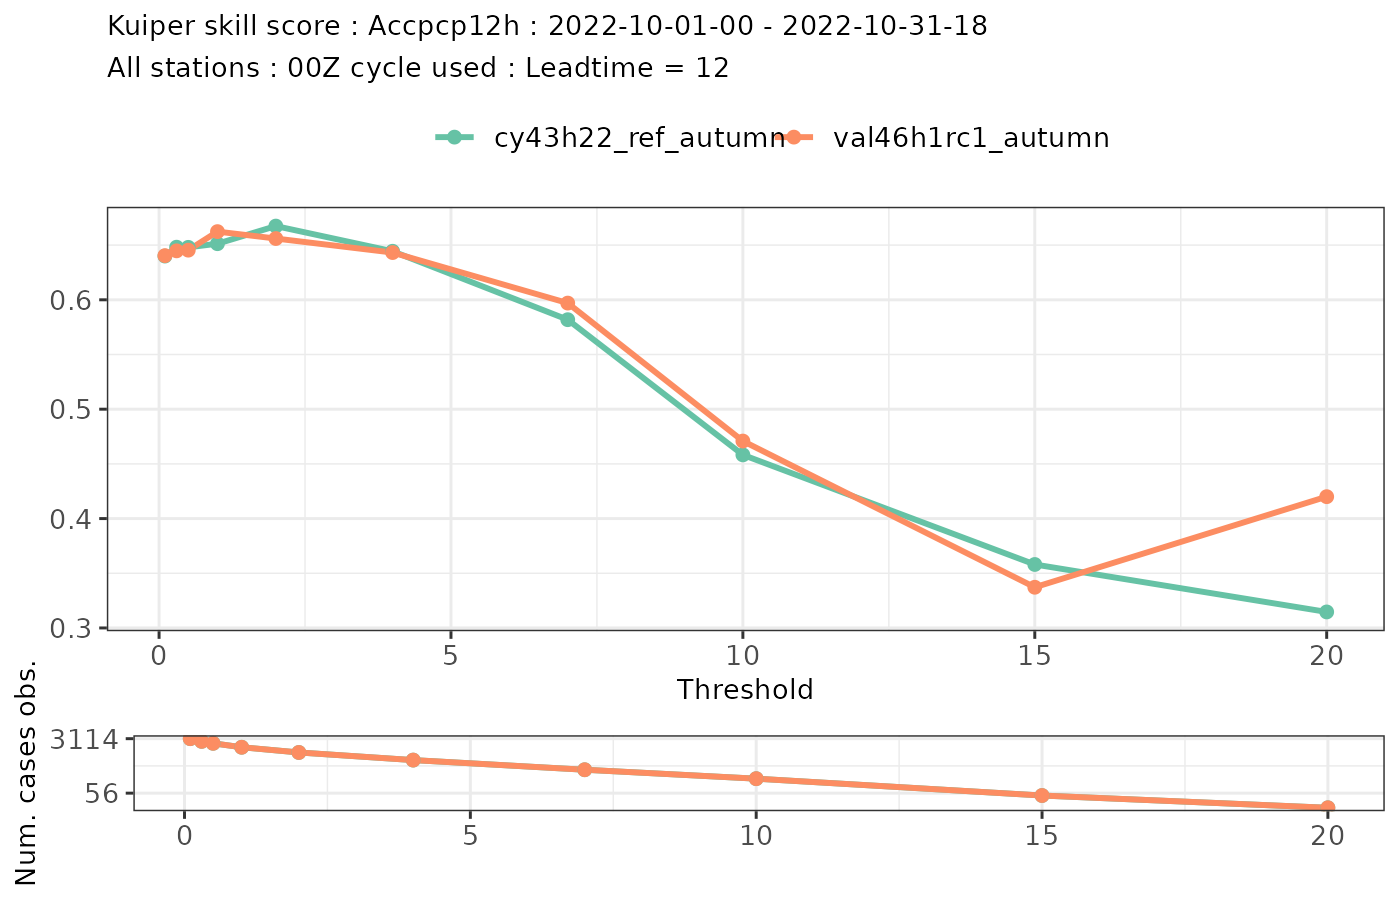 Kuiper skill score : Accpcp12h : 2022-10-01-00 - 2022-10-31-18
All stations : 00Z cycle used : Leadtime = 12
cy43h22_ref_autumn val46h1rc1_autumn
0.6
0.5
0.4
0.3
0 5 10 15 20
Threshold
Num. cases obs.
3114
56
0 5 10 15 20